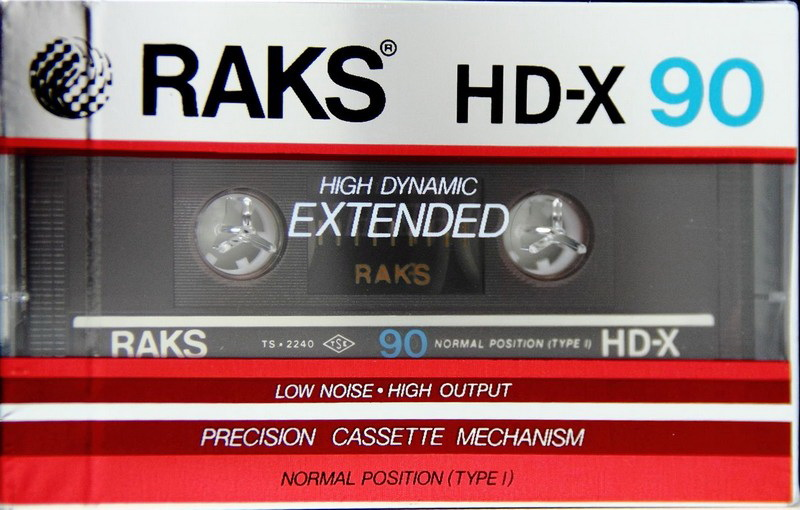 RAKS® HD-X 90
HIGH DYNAMIC
EXTENDED
RAKS
RAKS TS•2240 TSE 90 NORMAL POSITION (TYPE I) HD-X
LOW NOISE • HIGH OUTPUT
PRECISION CASSETTE MECHANISM
NORMAL POSITION (TYPE I)